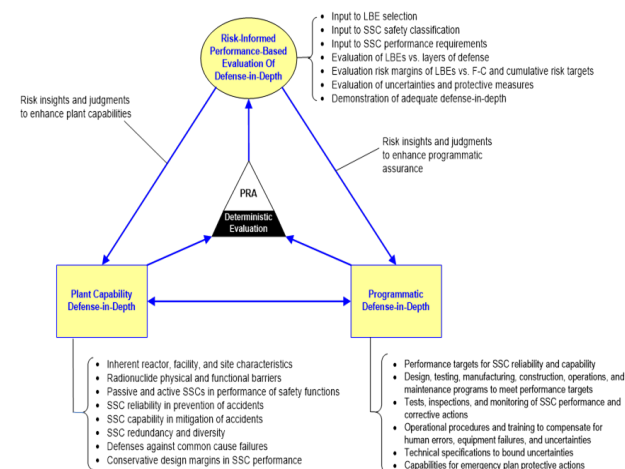 Risk-Informed
Performance-Based
Evaluation Of
Defense-in-Depth
• Input to LBE selection
• Input to SSC safety classification
• Input to SSC performance requirements
• Evaluation of LBEs vs. layers of defense
• Evaluation risk margins of LBEs vs. F-C and cumulative risk targets
• Evaluation of uncertainties and protective measures
• Demonstration of adequate defense-in-depth
Risk insights and judgments
to enhance plant capabilities
Risk insights and judgments
to enhance programmatic
assurance
PRA
Deterministic
Evaluation
Plant Capability
Defense-in-Depth
Programmatic
Defense-in-Depth
• Inherent reactor, facility, and site characteristics
• Radionuclide physical and functional barriers
• Passive and active SSCs in performance of safety functions
• SSC reliability in prevention of accidents
• SSC capability in mitigation of accidents
• SSC redundancy and diversity
• Defenses against common cause failures
• Conservative design margins in SSC performance
• Performance targets for SSC reliability and capability
• Design, testing, manufacturing, construction, operations, and
maintenance programs to meet performance targets
• Tests, inspections, and monitoring of SSC performance and
corrective actions
• Operational procedures and training to compensate for
human errors, equipment failures, and uncertainties
• Technical specifications to bound uncertainties
• Capabilities for emergency plan protective actions